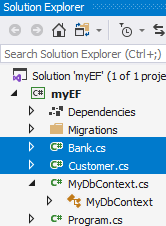 Solution Explorer
Search Solution Explorer (Ctrl+;)
Solution 'myEF' (1 of 1 proje
myEF
Dependencies
Migrations
Bank.cs
Customer.cs
MyDbContext.cs
MyDbContext
Program.cs